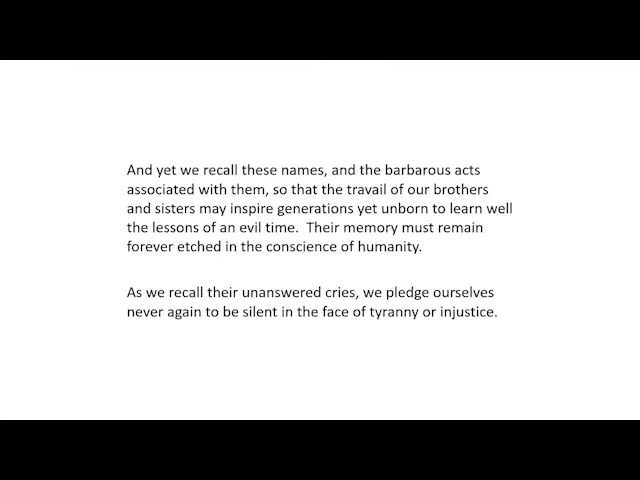 And yet we recall these names, and the barbarous acts
associated with them, so that the travail of our brothers
and sisters may inspire generations yet unborn to learn well
the lessons of an evil time.  Their memory must remain
forever etched in the conscience of humanity.
As we recall their unanswered cries, we pledge ourselves
never again to be silent in the face of tyranny or injustice.